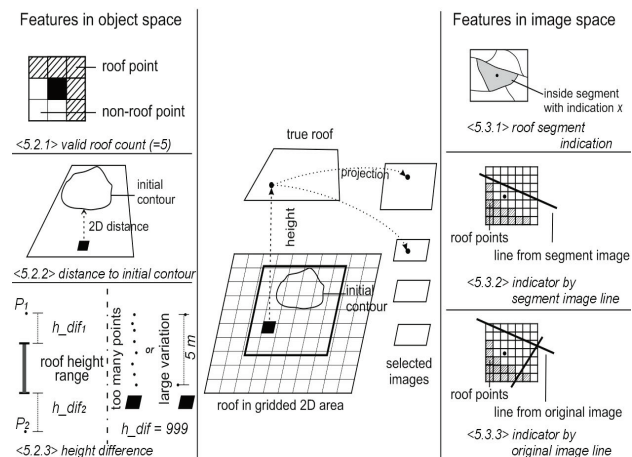 Features in object space
roof point
non-roof point
<5.2.1> valid roof count (=5)
initial
contour
2D distance
<5.2.2> distance to initial contour
P1
h_dif1
roof height
range
h_dif2
P2
too many points
or
large variation
5 m
h_dif = 999
<5.2.3> height difference
true roof
projection
height
initial
contour
selected
images
roof in gridded 2D area
Features in image space
inside segment
with indication x
<5.3.1> roof segment
indication
roof points
line from segment image
<5.3.2> indicator by
segment image line
roof points
line from original image
<5.3.3> indicator by
original image line